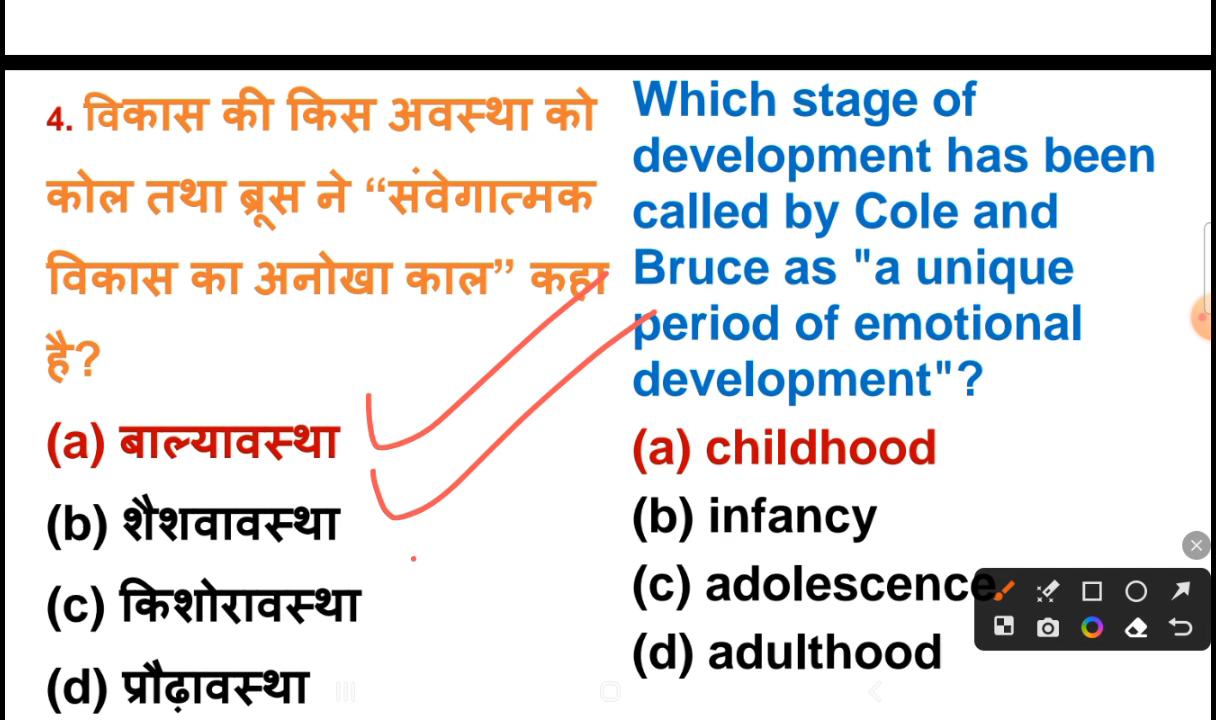 4. विकास की किस अवस्था को
कोल तथा ब्रूस ने “संवेगात्मक
विकास का अनोखा काल” कहा
है?
(a) बाल्यावस्था
(b) शैशवावस्था
(c) किशोरावस्था
(d) प्रौढ़ावस्था
Which stage of
development has been
called by Cole and
Bruce as "a unique
period of emotional
development"?
(a) childhood
(b) infancy
(c) adolescence
(d) adulthood